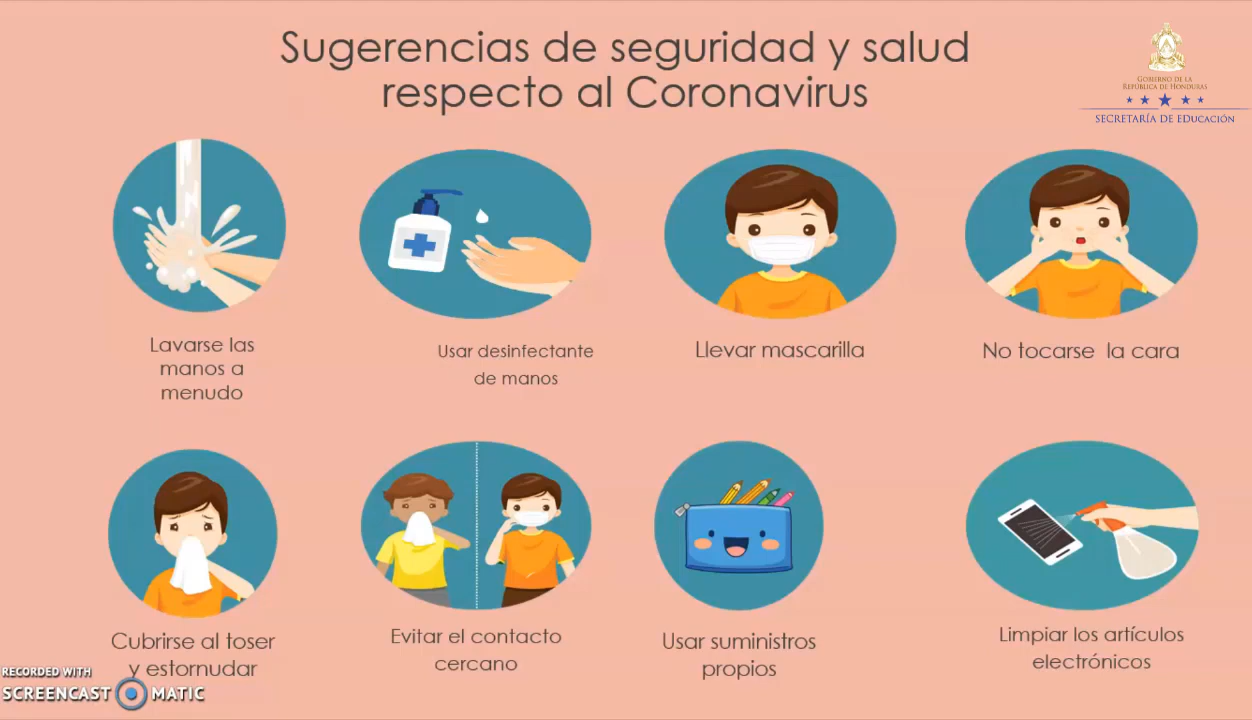 Sugerencias de seguridad y salud
respecto al Coronavirus
GOBIERNO DE LA
REPÚBLICA DE HONDURAS
SECRETARÍA DE EDUCACIÓN
Lavarse las
manos a
menudo
Usar desinfectante
de manos
Llevar mascarilla
No tocarse la cara
Cubrirse al toser
y estornudar
Evitar el contacto
cercano
Usar suministros
propios
Limpiar los artículos
electrónicos
RECORDED WITH
SCREENCAST MATIC